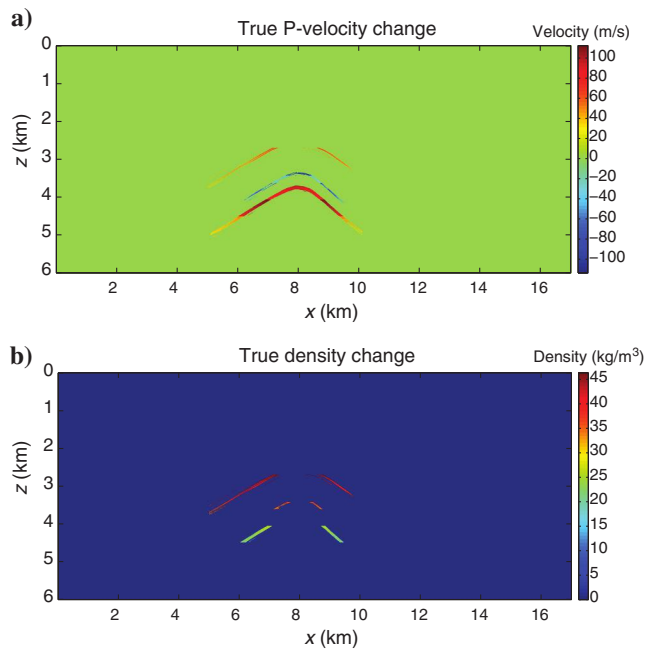 a)
True P-velocity change
Velocity (m/s)
0
1
2
3
4
5
6
z (km)
2 4 6 8 10 12 14 16
x (km)
100
80
60
40
20
0
−20
−40
−60
−80
−100
b)
True density change
Density (kg/m³)
0
1
2
3
4
5
6
z (km)
2 4 6 8 10 12 14 16
x (km)
45
40
35
30
25
20
15
10
5
0